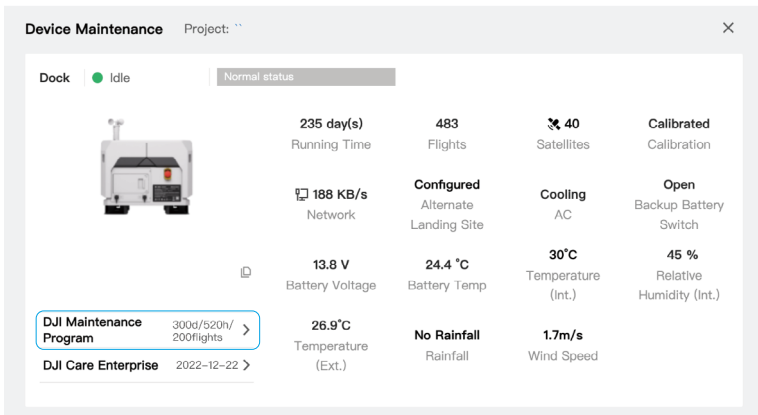 Device Maintenance Project: ``
Dock Idle Normal status
235 day(s) 483 40 Calibrated
Running Time Flights Satellites Calibration
188 KB/s Configured Cooling Open
Network Alternate AC Backup Battery
Landing Site Switch
13.8 V 24.4 °C 30°C 45 %
Battery Voltage Battery Temp Temperature Relative
(Int.) Humidity (Int.)
DJI Maintenance 300d/520h/
Program 200flights
26.9°C No Rainfall 1.7m/s
Temperature Rainfall Wind Speed
(Ext.)
DJI Care Enterprise 2022-12-22